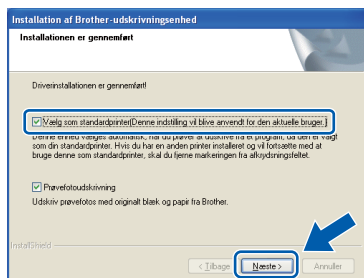 Installation af Brother-udskrivningsenhed
Installationen er gennemført
Driverinstallationen er gennemført!
Vælg som standardprinter(Denne indstilling vil blive anvendt for den aktuelle bruger.)
Denne enhed vælges automatisk, når du prøver at udskrive fra et program, da den er valgt
som din standardprinter. Hvis du har en anden printer installeret og vil fortsætte med at
bruge denne som standardprinter, skal du fjerne markeringen fra afkrydsningsfeltet.
Prøvefotoudskrivning
Udskriv prøvefotos med originalt blæk og papir fra Brother.
InstallShield
< Tilbage
Næste >
Annuller